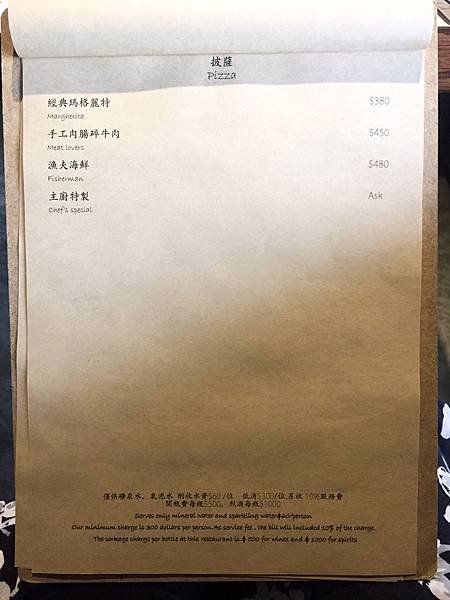 披薩
Pizza
經典瑪格麗特 $380
Margherita
手工肉腸碎牛肉 $450
Meat lovers
漁夫海鮮 $480
Fisherman
主廚特製 Ask
Chef's special
僅供礦泉水、氣泡水 酌收水資$60/位 低消$300/位,另收10%服務費
開瓶費每瓶$500、烈酒每瓶$1000
Serves only mineral water and sparkling water$60/person
Our minimum charge is 300 dollars per person.As service fee , the bill will included 10% of the charge.
The corkage charge per bottle at this restaurant is $ 500 for wines and $ 1000 for spirits